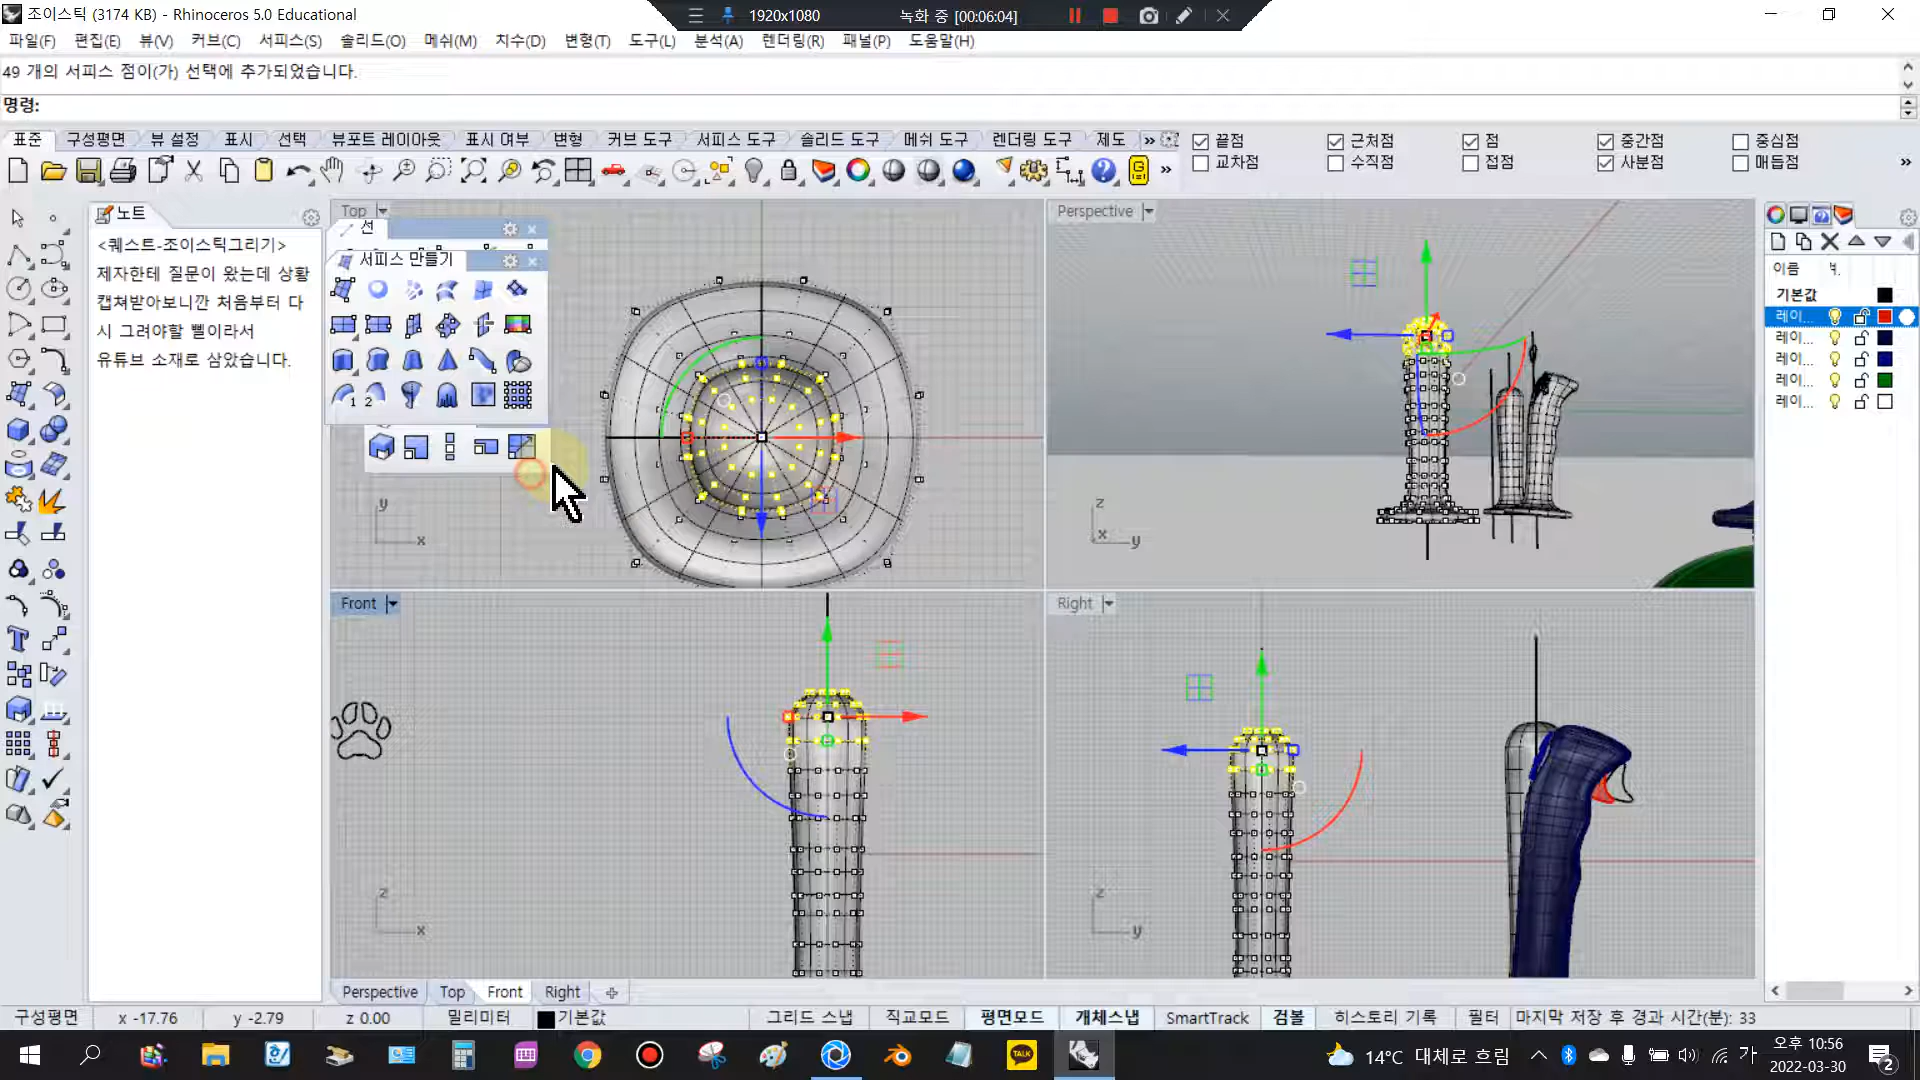 조이스틱 (3174 KB) - Rhinoceros 5.0 Educational
1920x1080
녹화 중 [00:06:04]
파일(F) 편집(E) 뷰(V) 커브(C) 서피스(S) 솔리드(O) 메쉬(M) 치수(D) 변형(T) 도구(L) 분석(A) 렌더링(R) 패널(P) 도움말(H)
49 개의 서피스 점이(가) 선택에 추가되었습니다.
명령:
표준 구성평면 뷰 설정 표시 선택 뷰포트 레이아웃 표시 여부 변형 커브 도구 서피스 도구 솔리드 도구 메쉬 도구 렌더링 도구 제도 »
끝점 근처점 점 중간점 중심점
교차점 수직점 접점 사분점 매듭점
노트
<퀘스트-조이스틱그리기>
제자한테 질문이 왔는데 상황
캡쳐받아보니깐 처음부터 다
시 그려야할 삘이라서
유튜브 소재로 삼았습니다.
Top
선
서피스 만들기
1 2
y
x
Perspective
z
x
y
Front
z
x
Right
z
y
이름
기본값
레이...
레이...
레이...
레이...
레이...
Perspective Top Front Right
구성평면 x -17.76 y -2.79 z 0.00 밀리미터 기본값 그리드 스냅 직교모드 평면모드 개체스냅 SmartTrack 검볼 히스토리 기록 필터 마지막 저장 후 경과 시간(분): 33
TALK
14°C 대체로 흐림
가
오후 10:56
2022-03-30
2